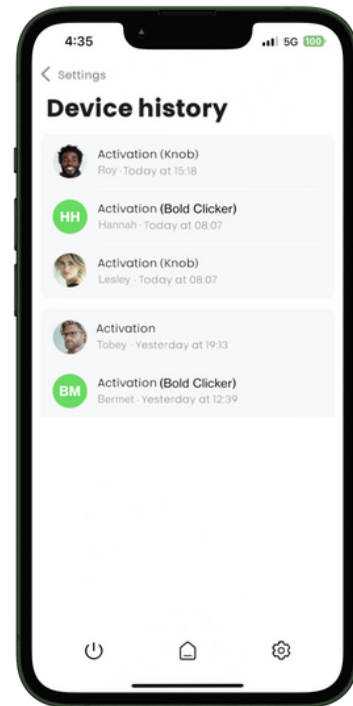 4:35 5G 100
Settings
Device history
Activation (Knob)
Roy · Today at 15:18
HH
Activation (Bold Clicker)
Hannah · Today at 08:07
Activation (Knob)
Lesley · Today at 08:07
Activation
Tobey · Yesterday at 19:13
BM
Activation (Bold Clicker)
Bermet · Yesterday at 12:39